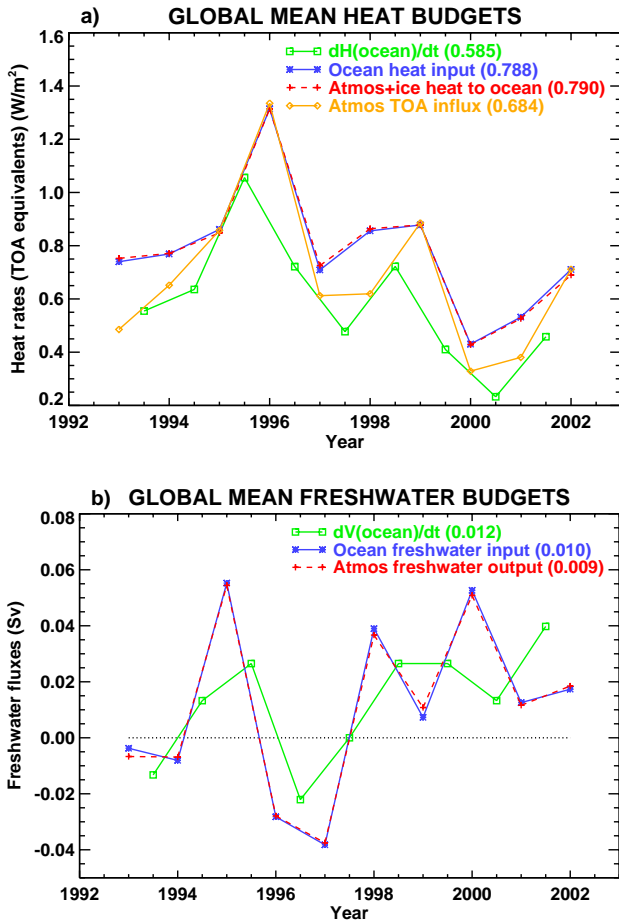 a) GLOBAL MEAN HEAT BUDGETS
dH(ocean)/dt (0.585)
Ocean heat input (0.788)
Atmos+ice heat to ocean (0.790)
Atmos TOA influx (0.684)
Heat rates (TOA equivalents) (W/m²)
1.6
1.4
1.2
1.0
0.8
0.6
0.4
0.2
1992 1994 1996 1998 2000 2002
Year
b) GLOBAL MEAN FRESHWATER BUDGETS
dV(ocean)/dt (0.012)
Ocean freshwater input (0.010)
Atmos freshwater output (0.009)
Freshwater fluxes (Sv)
0.08
0.06
0.04
0.02
0.00
-0.02
-0.04
1992 1994 1996 1998 2000 2002
Year